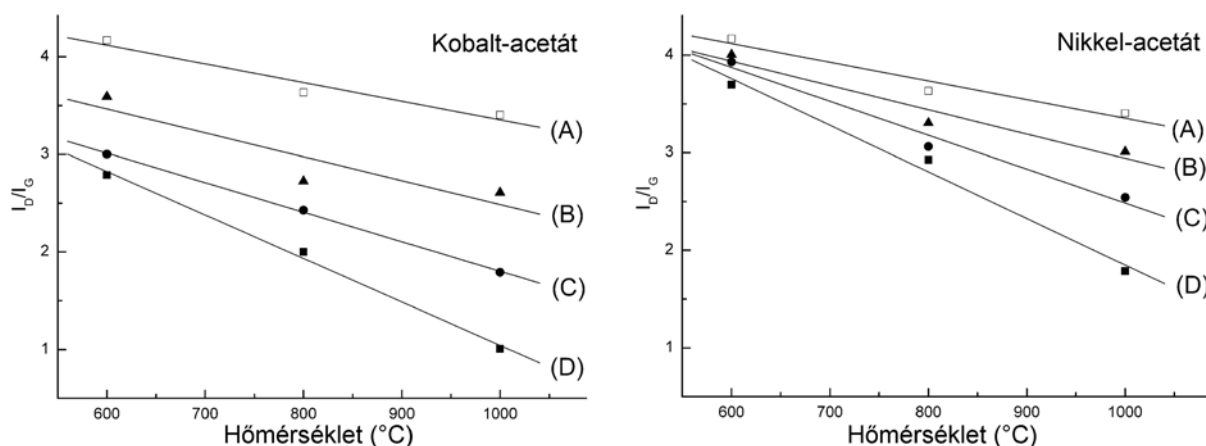 Kobalt-acetát
I_D/I_G
4
3
2
1
(A)
(B)
(C)
(D)
600
700
800
900
1000
Hőmérséklet (°C)
Nikkel-acetát
I_D/I_G
4
3
2
1
(A)
(B)
(C)
(D)
600
700
800
900
1000
Hőmérséklet (°C)